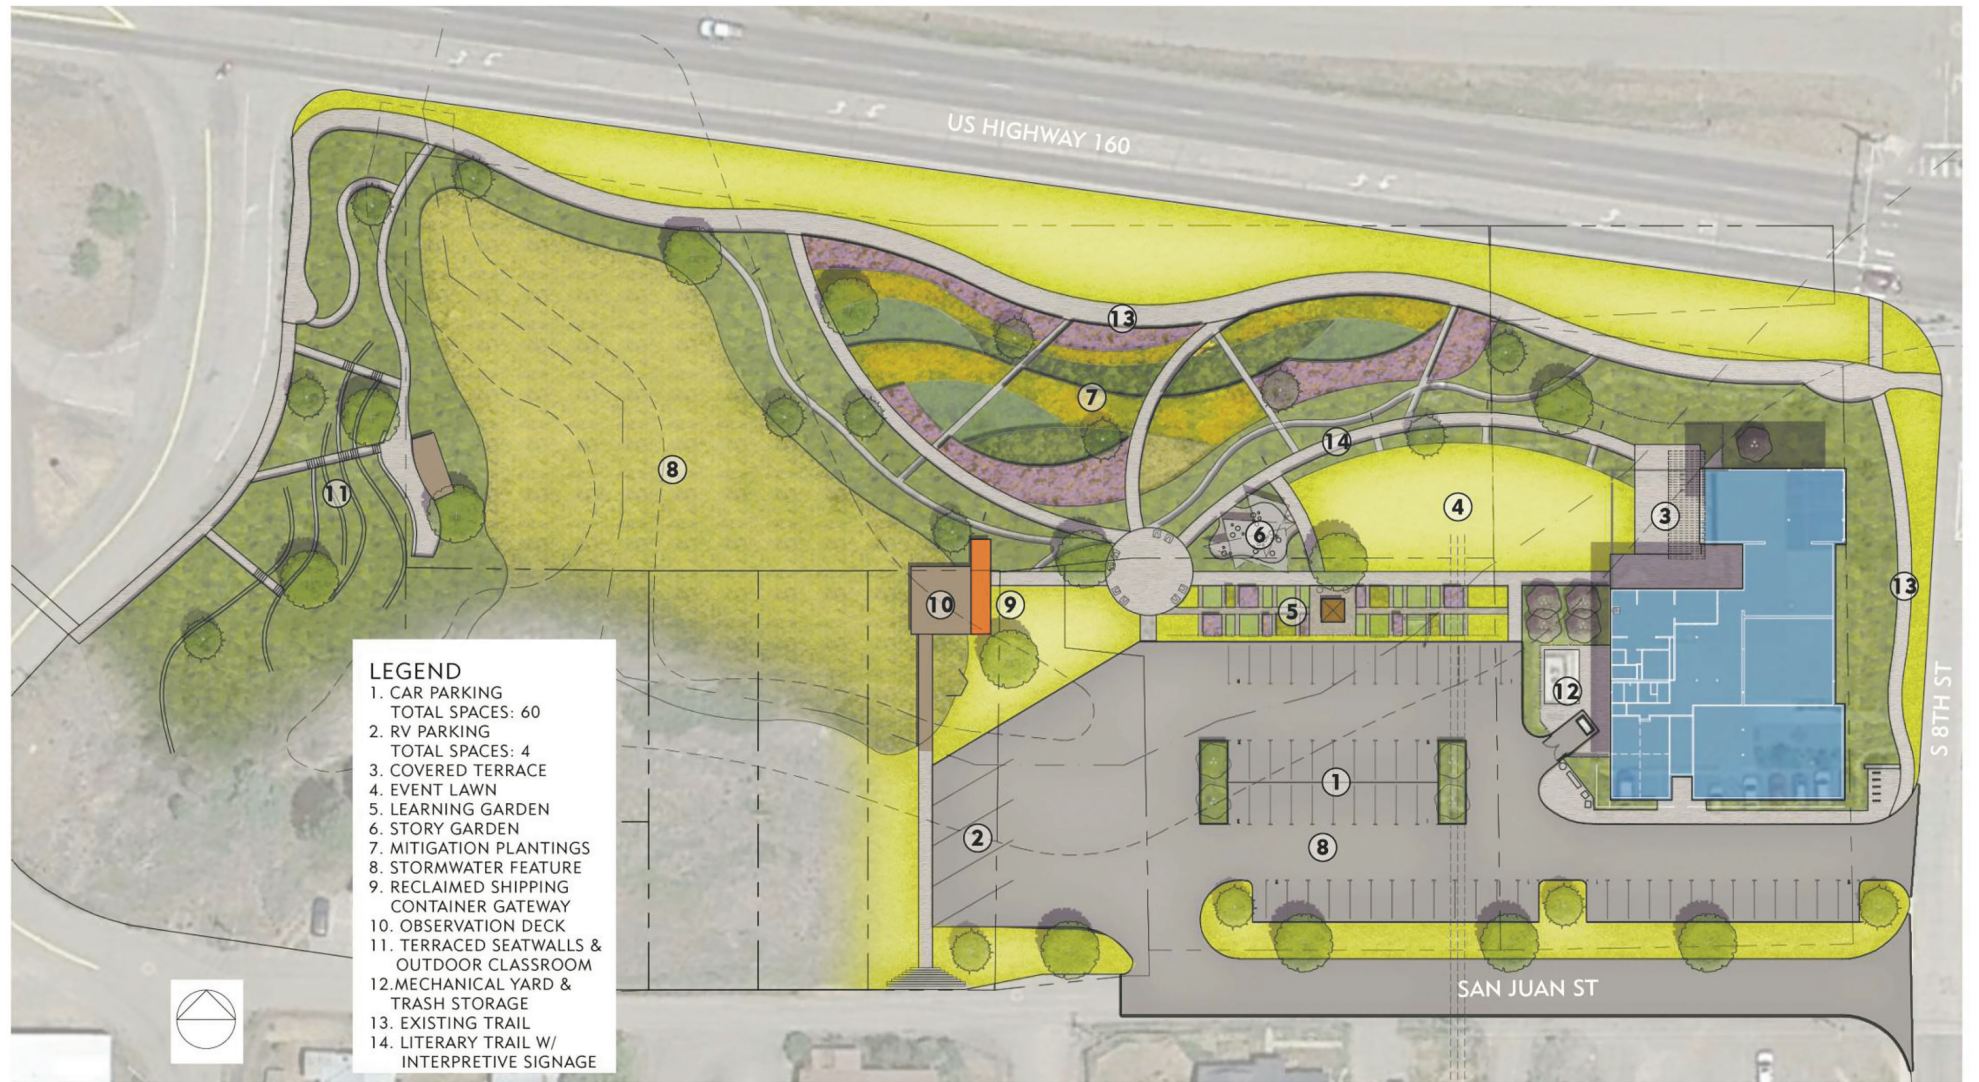 US HIGHWAY 160
13
7
14
8
11
4
3
6
10
9
5
13
12
1
2
8
S 8TH ST
SAN JUAN ST
LEGEND
1. CAR PARKING
TOTAL SPACES: 60
2. RV PARKING
TOTAL SPACES: 4
3. COVERED TERRACE
4. EVENT LAWN
5. LEARNING GARDEN
6. STORY GARDEN
7. MITIGATION PLANTINGS
8. STORMWATER FEATURE
9. RECLAIMED SHIPPING
CONTAINER GATEWAY
10. OBSERVATION DECK
11. TERRACED SEATWALLS &
OUTDOOR CLASSROOM
12.MECHANICAL YARD &
TRASH STORAGE
13. EXISTING TRAIL
14. LITERARY TRAIL W/
INTERPRETIVE SIGNAGE